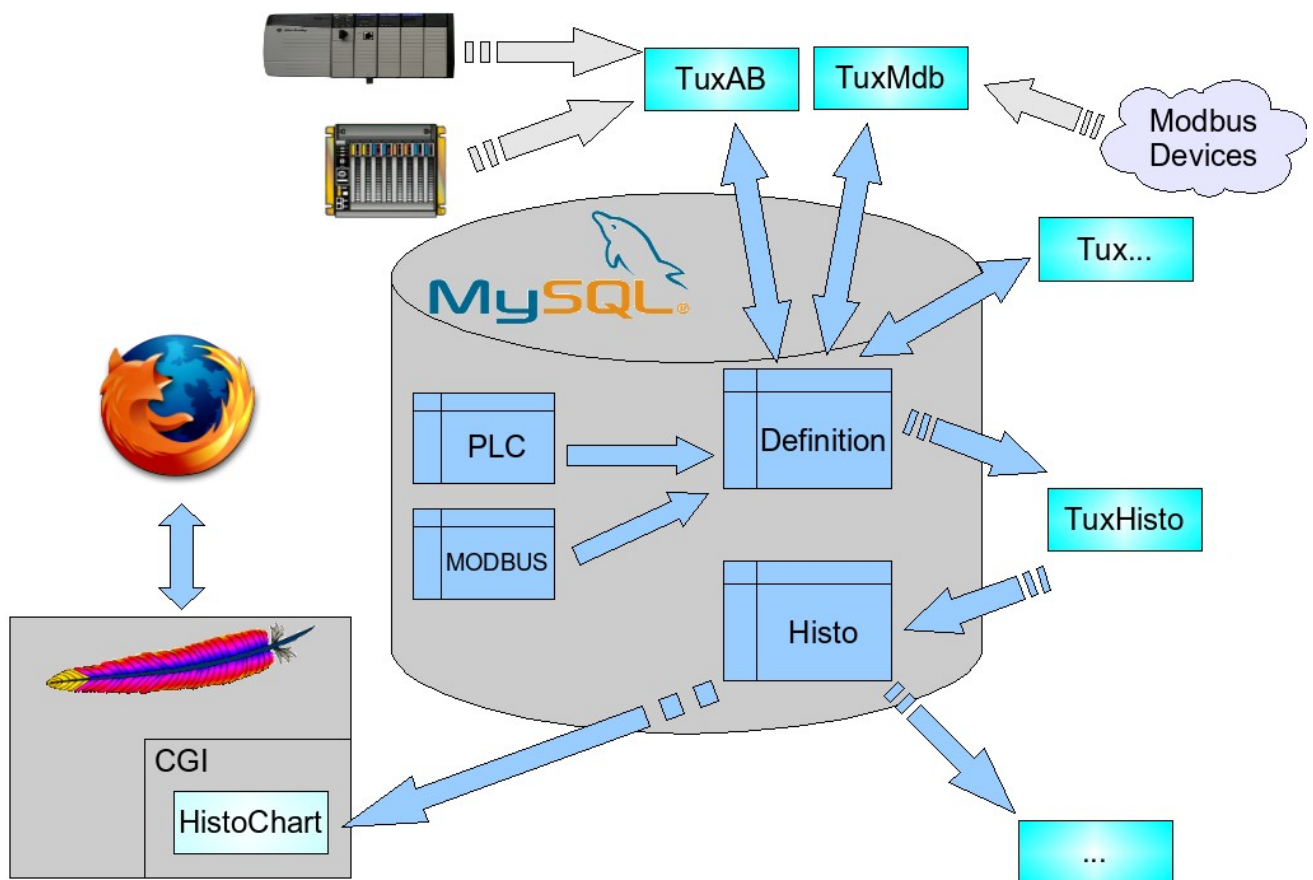 TuxAB
TuxMdb
Modbus
Devices
Tux...
MySQL®
PLC
Definition
MODBUS
TuxHisto
Histo
CGI
HistoChart
...